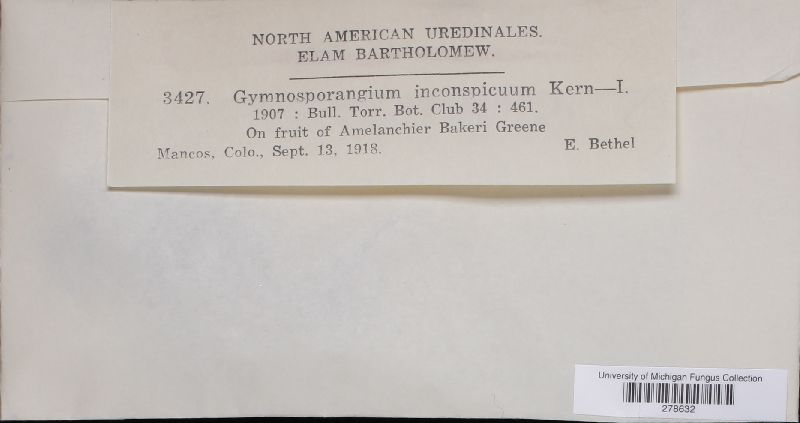 NORTH AMERICAN UREDINALES.
ELAM BARTHOLOMEW.
3427. Gymnosporangium inconspicuum Kern—I.
1907 : Bull. Torr. Bot. Club 34 : 461.
On fruit of Amelanchier Bakeri Greene
Mancos, Colo., Sept. 13, 1918. E. Bethel
University of Michigan Fungus Collection
278632